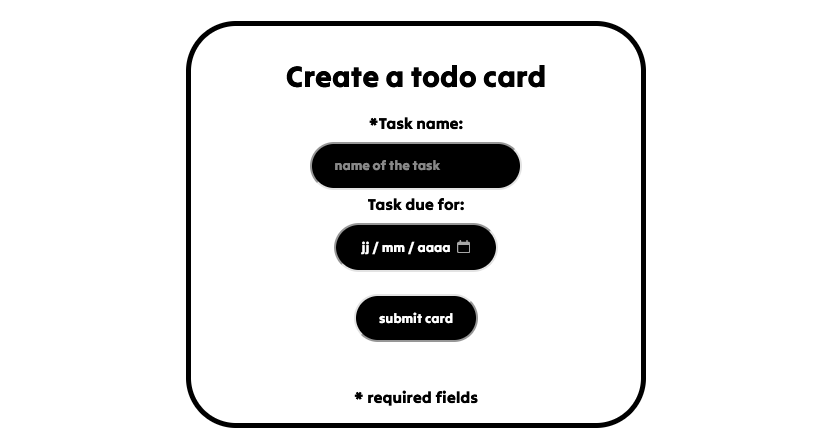 Create a todo card
*Task name:
name of the task
Task due for:
jj / mm / aaaa
submit card
* required fields